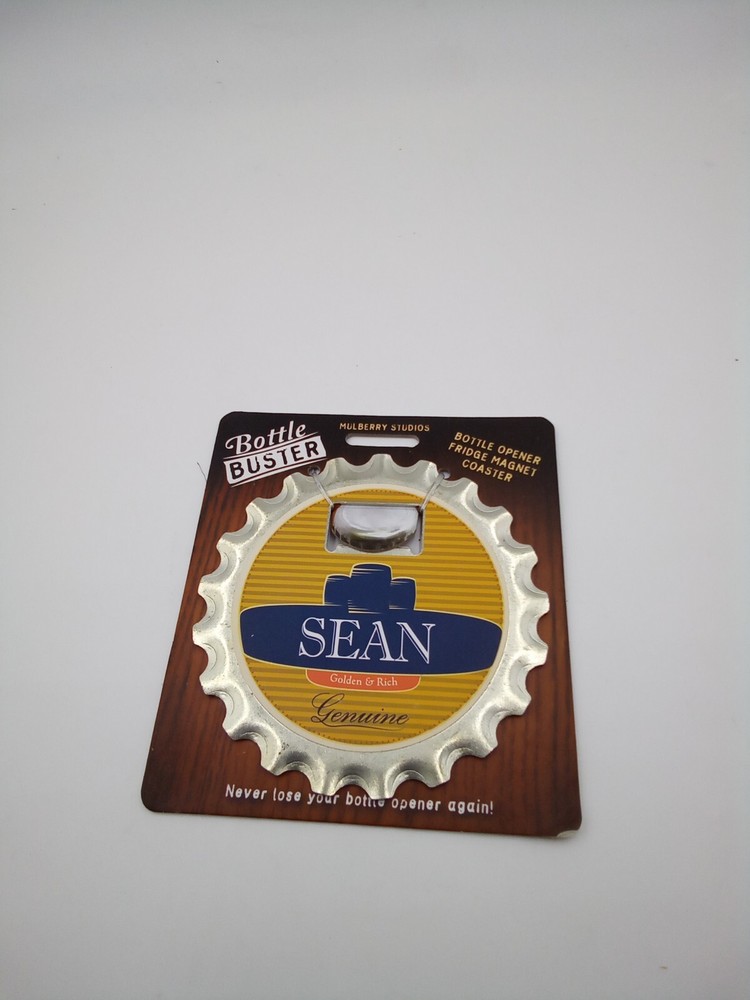 Bottle
BUSTER
MULBERRY STUDIOS
BOTTLE OPENER
FRIDGE MAGNET
COASTER
SEAN
Golden & Rich
Genuine
Never lose your bottle opener again!